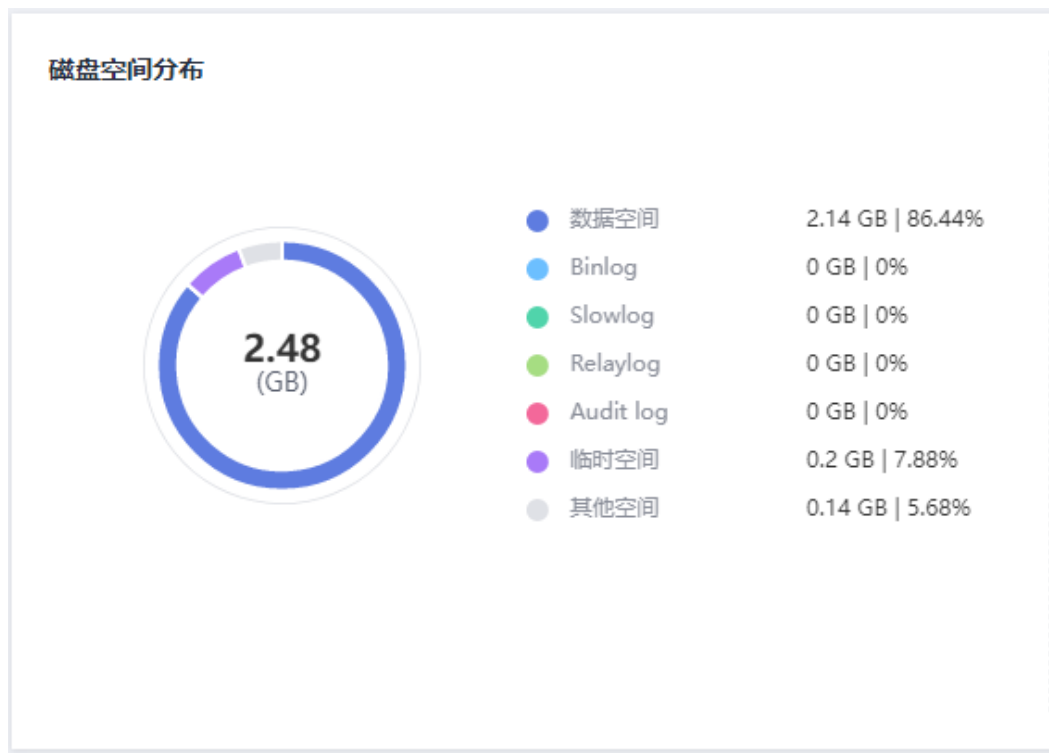 磁盘空间分布
2.48
(GB)
数据空间 2.14 GB | 86.44%
Binlog 0 GB | 0%
Slowlog 0 GB | 0%
Relaylog 0 GB | 0%
Audit log 0 GB | 0%
临时空间 0.2 GB | 7.88%
其他空间 0.14 GB | 5.68%